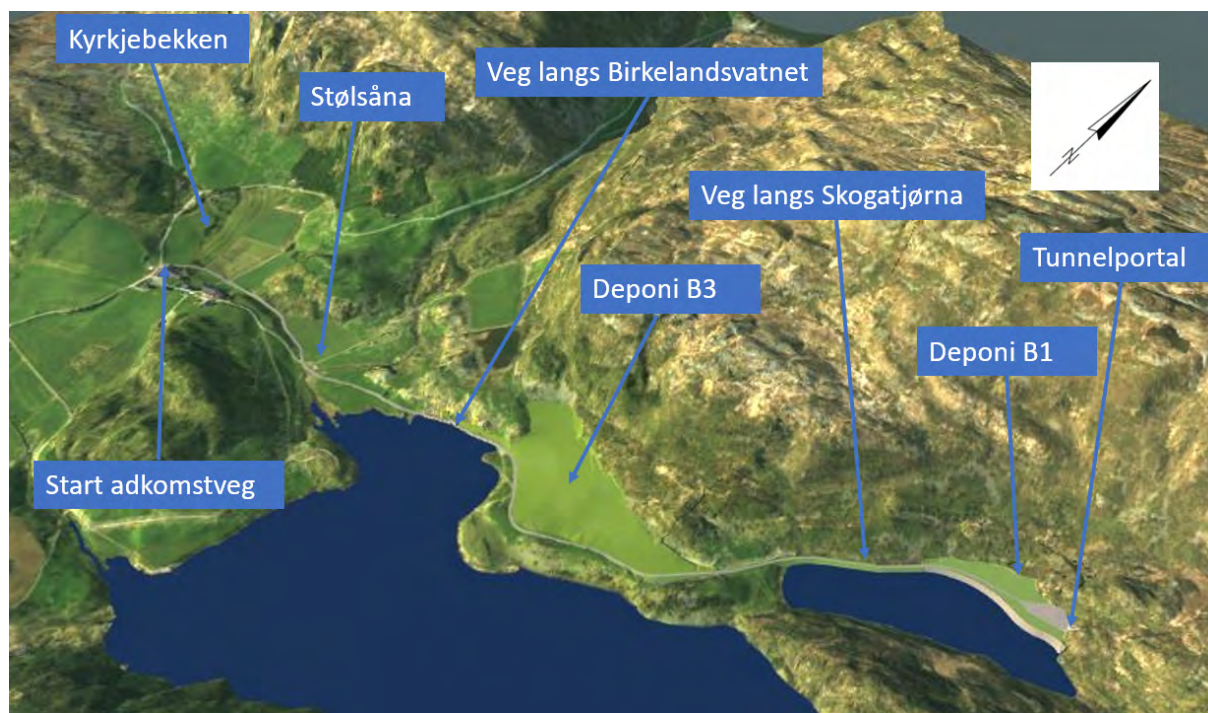 Kyrkjebekken
Veg langs Birkelandsvatnet
Stølsåna
Veg langs Skogatjørna
Tunnelportal
Deponi B3
Deponi B1
Start adkomstveg
N